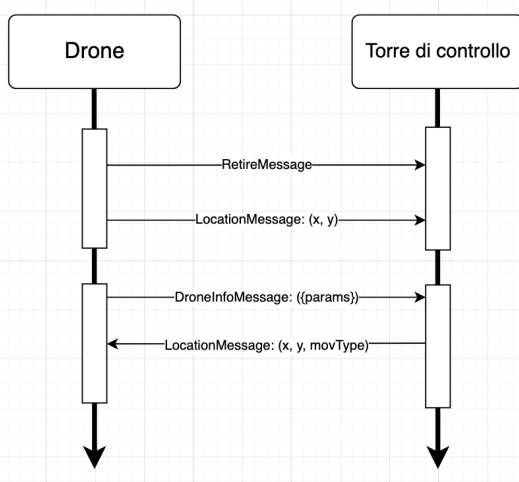 Drone
Torre di controllo
RetireMessage
LocationMessage: (x, y)
DroneInfoMessage: ({params})
LocationMessage: (x, y, movType)